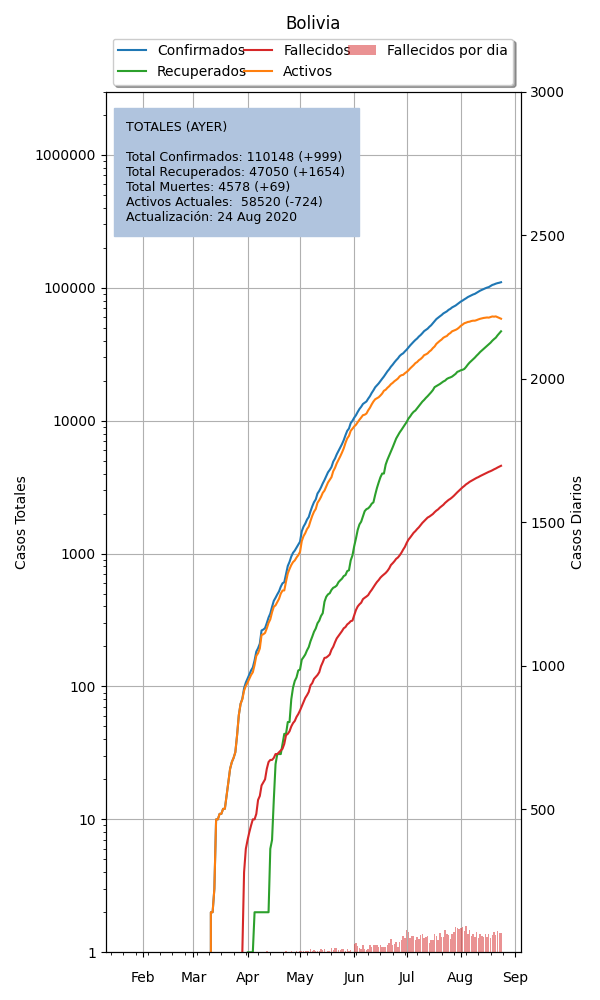 Bolivia
Confirmados
Recuperados
Fallecidos
Activos
Fallecidos por dia
TOTALES (AYER)
Total Confirmados: 110148 (+999)
Total Recuperados: 47050 (+1654)
Total Muertes: 4578 (+69)
Activos Actuales:  58520 (-724)
Actualización: 24 Aug 2020
1000000
100000
10000
1000
100
10
1
Casos Totales
3000
2500
2000
1500
1000
500
Casos Diarios
Feb
Mar
Apr
May
Jun
Jul
Aug
Sep